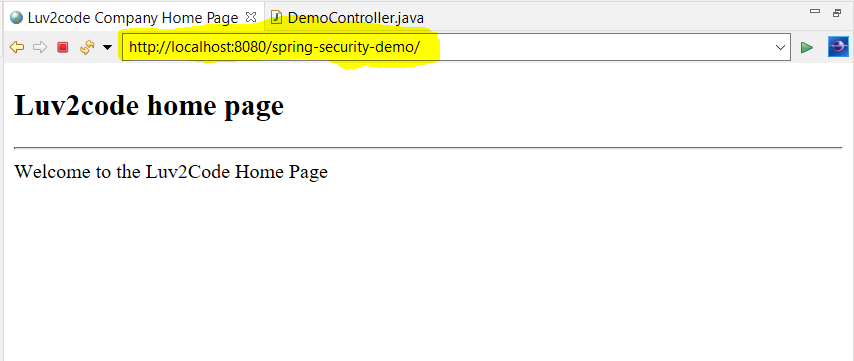 Luv2code Company Home Page DemoController.java
http://localhost:8080/spring-security-demo/
Luv2code home page
Welcome to the Luv2Code Home Page